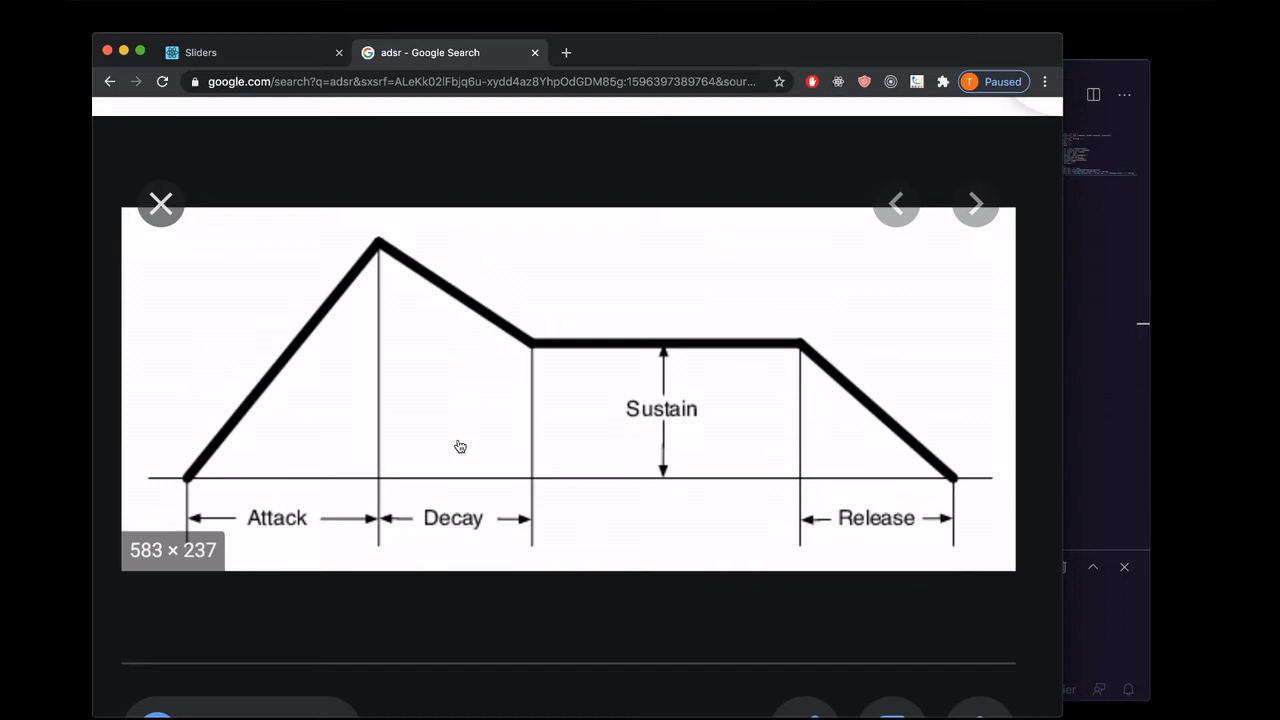 Sliders
adsr - Google Search
google.com/search?q=adsr&sxsrf=ALeKk02lFbjq6u-xydd4az8YhpOdGDM85g:1596397389764&sour...
T Paused
Sustain
Attack
Decay
Release
583 × 237